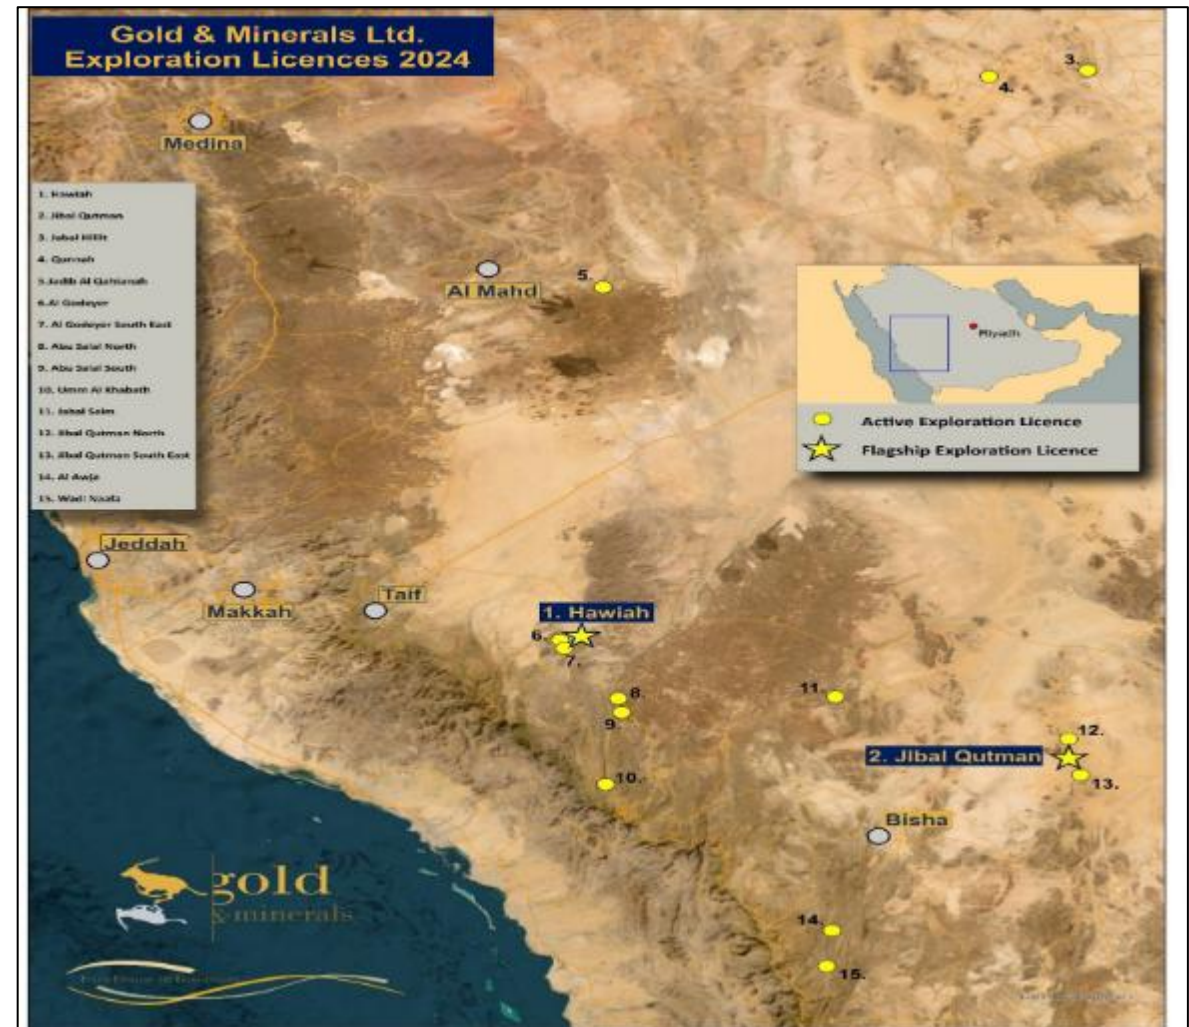 Gold & Minerals Ltd.
Exploration Licences 2024
3.
4.
Medina
1. Hawiah
2. Jibal Qutman
3. Jabal Hillit
4. Qunnah
5.Jadib Al Qahtanah
6.Al Godeyer
7. Al Godeyer South East
8. Abu Salal North
9. Abu Salal South
10. Umm Al Khabath
11. Jabal Seim
12. Jibal Qutman North
13. Jibal Qutman South East
14. Al Awja
15. Wadi
Al Mahd
5.
Riyadh
Active Exploration Licence
Flagship Exploration Licence
Jeddah
Makkah
Taif
1. Hawiah
6.
7.
8.
9.
10.
11.
12.
2. Jibal Qutman
13.
Bisha
14.
15.
gold
& minerals